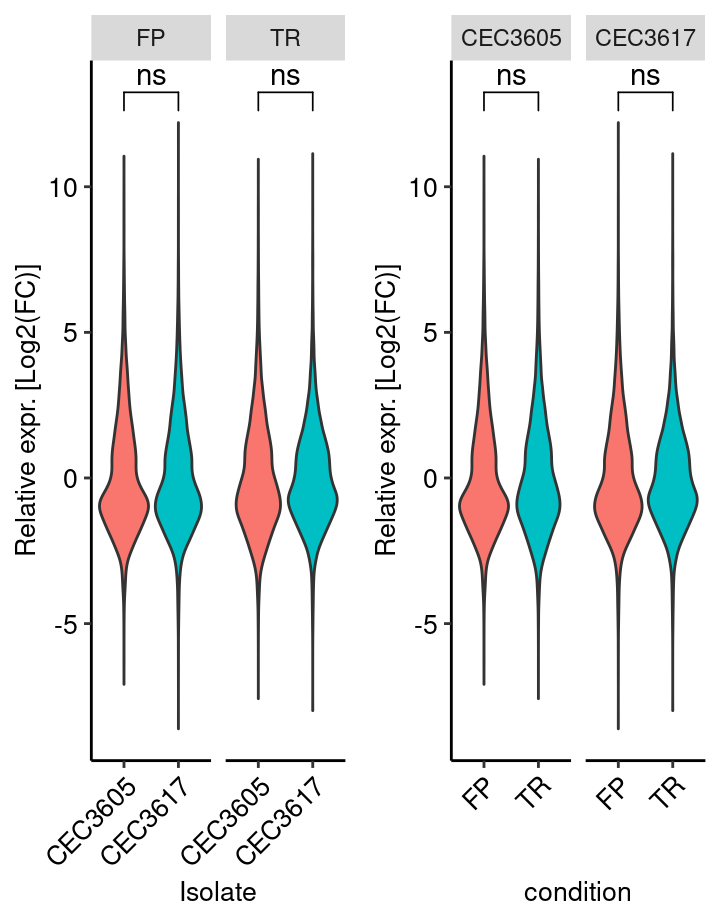 FP TR
ns ns
Relative expr. [Log2(FC)]
10
5
0
-5
CEC3605 CEC3617 CEC3605 CEC3617
Isolate
CEC3605 CEC3617
ns ns
Relative expr. [Log2(FC)]
10
5
0
-5
FP TR FP TR
condition